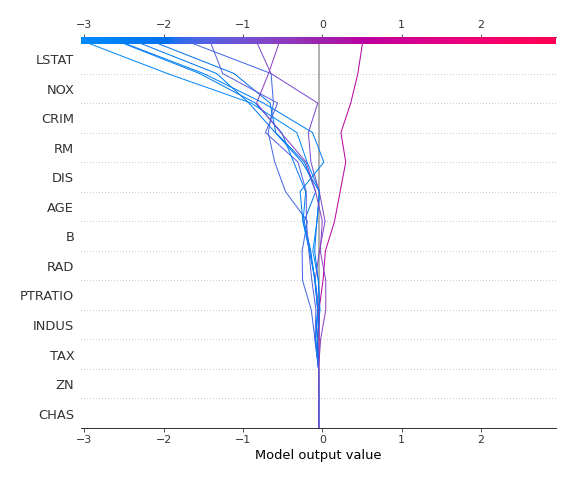 −3 −2 −1 0 1 2
LSTAT
NOX
CRIM
RM
DIS
AGE
B
RAD
PTRATIO
INDUS
TAX
ZN
CHAS
−3 −2 −1 0 1 2
Model output value